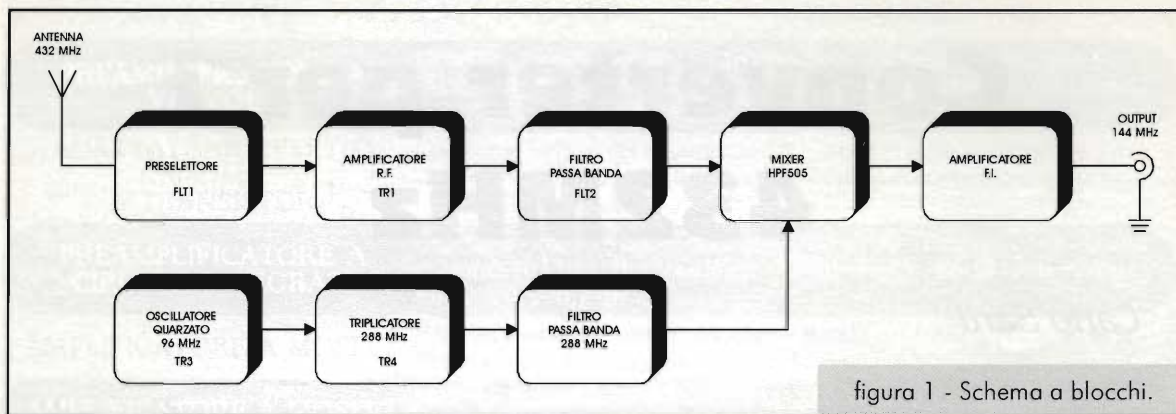 ANTENNA
432 MHz
PRESELETTORE
FLT1
AMPLIFICATORE
R.F.
TR1
FILTRO
PASSA BANDA
FLT2
MIXER
HPF505
AMPLIFICATORE
F.I.
OUTPUT
144 MHz
OSCILLATORE
QUARZATO
96 MHz
TR3
TRIPLICATORE
288 MHz
TR4
FILTRO
PASSA BANDA
288 MHz
figura 1 - Schema a blocchi.